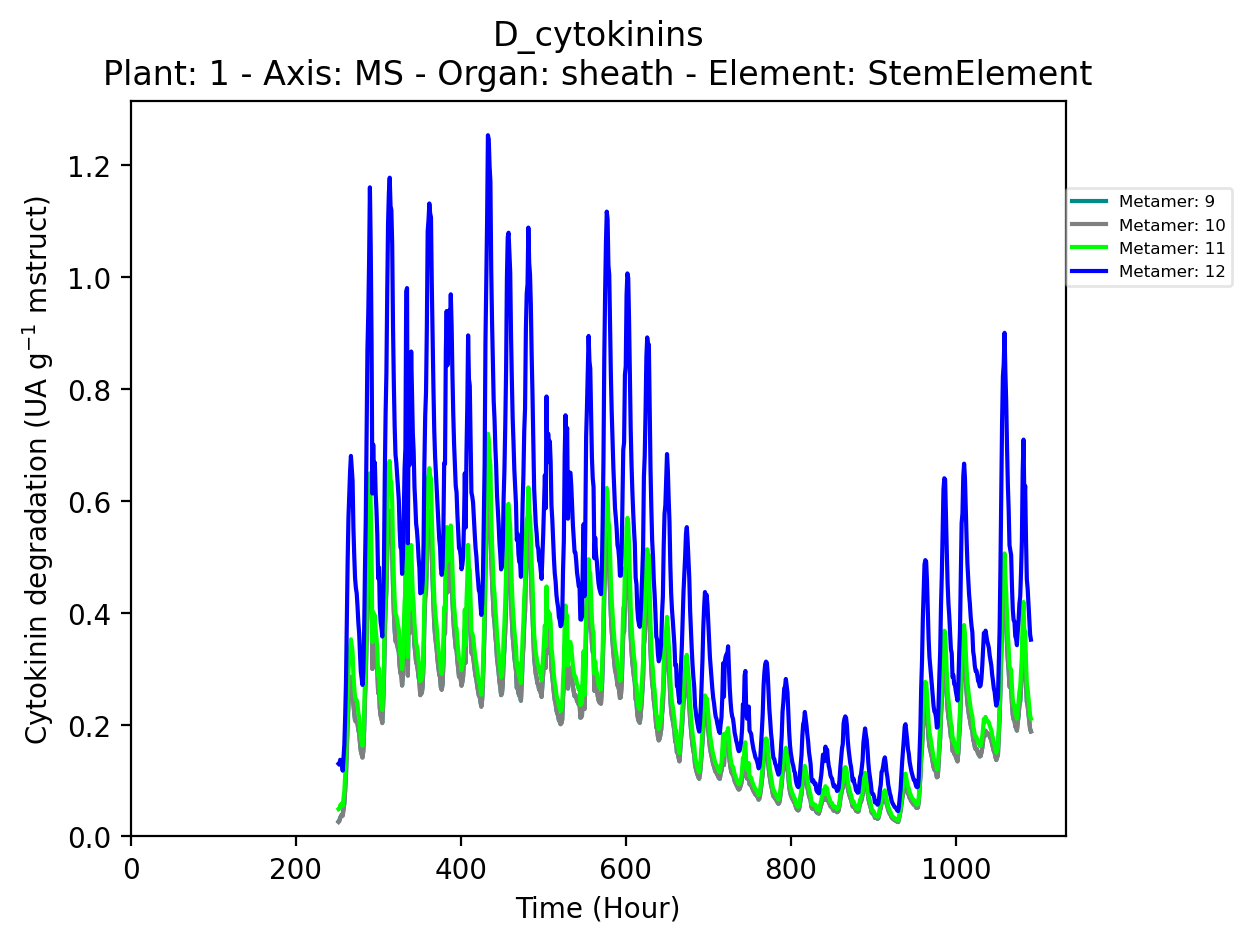 D_cytokinins
Plant: 1 - Axis: MS - Organ: sheath - Element: StemElement
Cytokinin degradation (UA g⁻¹ mstruct)
1.2
1.0
0.8
0.6
0.4
0.2
0.0
0 200 400 600 800 1000
Time (Hour)
Metamer: 9
Metamer: 10
Metamer: 11
Metamer: 12